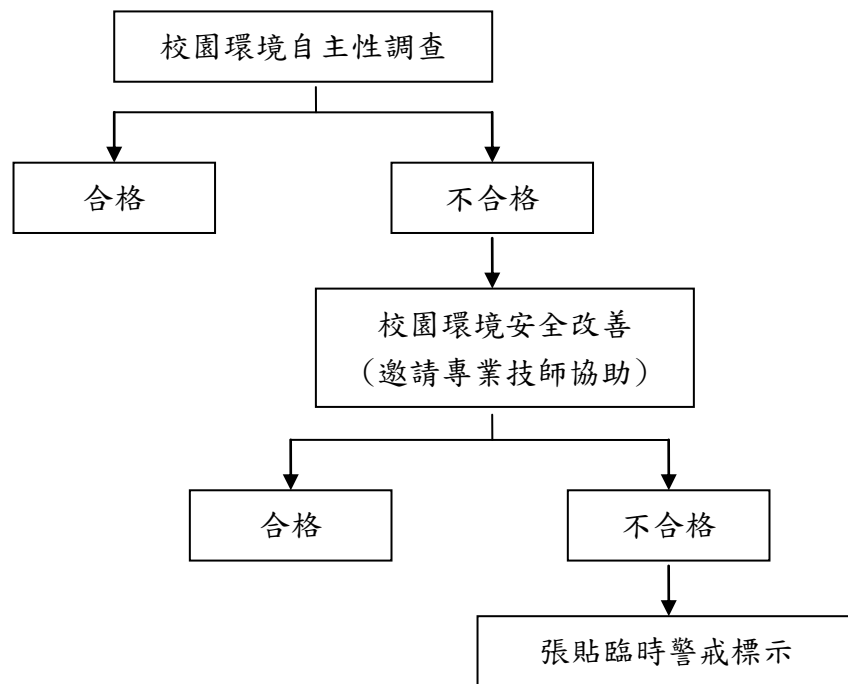 校園環境自主性調查
合格
不合格
校園環境安全改善
（邀請專業技師協助）
合格
不合格
張貼臨時警戒標示